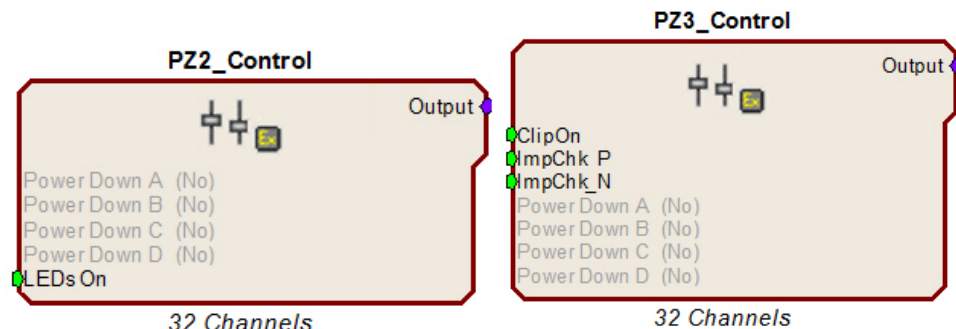 PZ2_Control
Output
Power Down A (No)
Power Down B (No)
Power Down C (No)
Power Down D (No)
LEDs On
32 Channels
PZ3_Control
Output
ClipOn
ImpChk_P
ImpChk_N
Power Down A (No)
Power Down B (No)
Power Down C (No)
Power Down D (No)
32 Channels